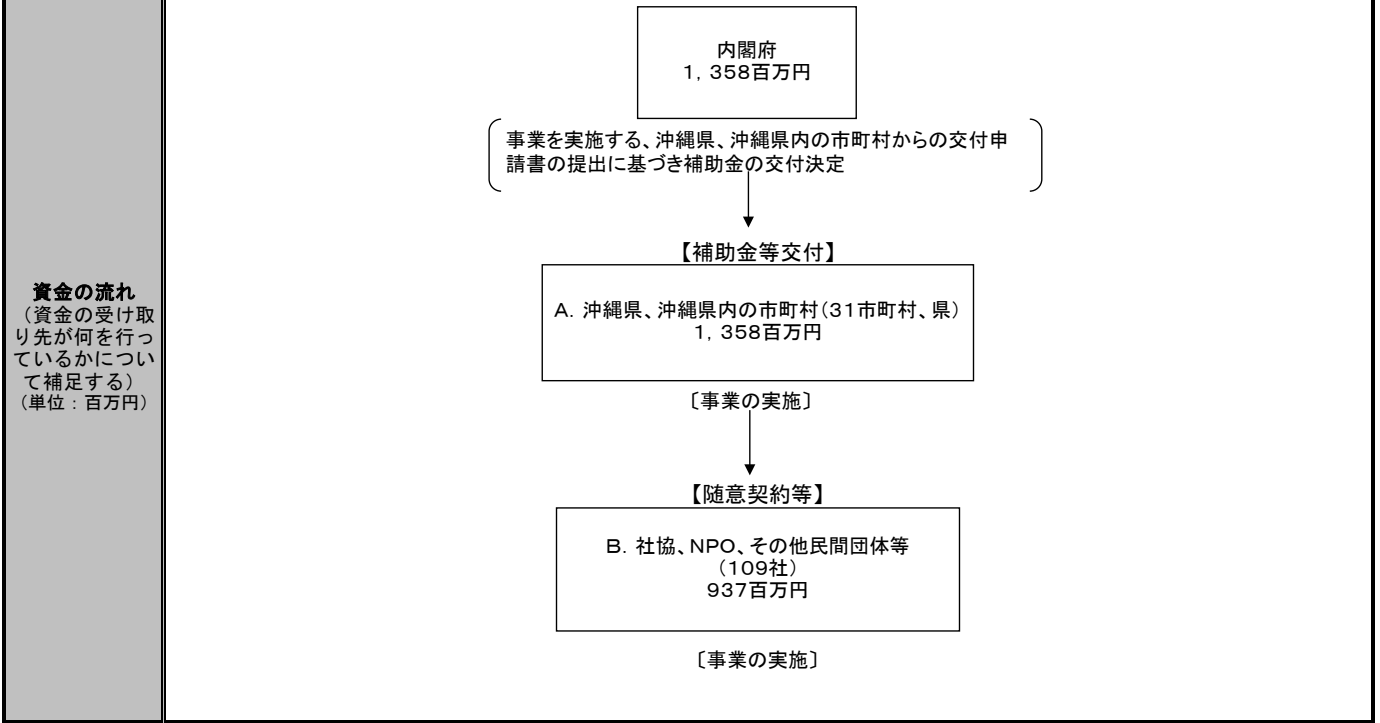 資金の流れ
（資金の受け取
り先が何を行っ
ているかについ
て補足する）
（単位：百万円）
内閣府
１，３５８百万円
事業を実施する、沖縄県、沖縄県内の市町村からの交付申
請書の提出に基づき補助金の交付決定
【補助金等交付】
Ａ．沖縄県、沖縄県内の市町村（３１市町村、県）
１，３５８百万円
〔事業の実施〕
【随意契約等】
Ｂ．社協、ＮＰＯ、その他民間団体等
（１０９社）
９３７百万円
〔事業の実施〕